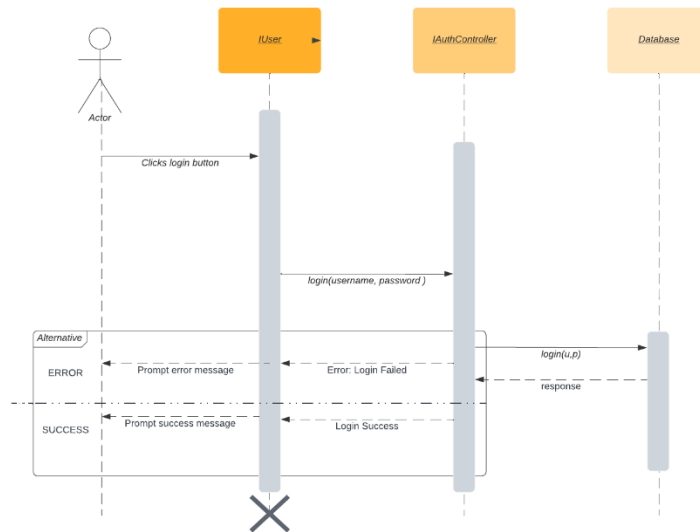 IUser
IAuthController
Database
Actor
Clicks login button
login(username, password )
Alternative
login(u,p)
ERROR
Prompt error message
Error: Login Failed
response
SUCCESS
Prompt success message
Login Success